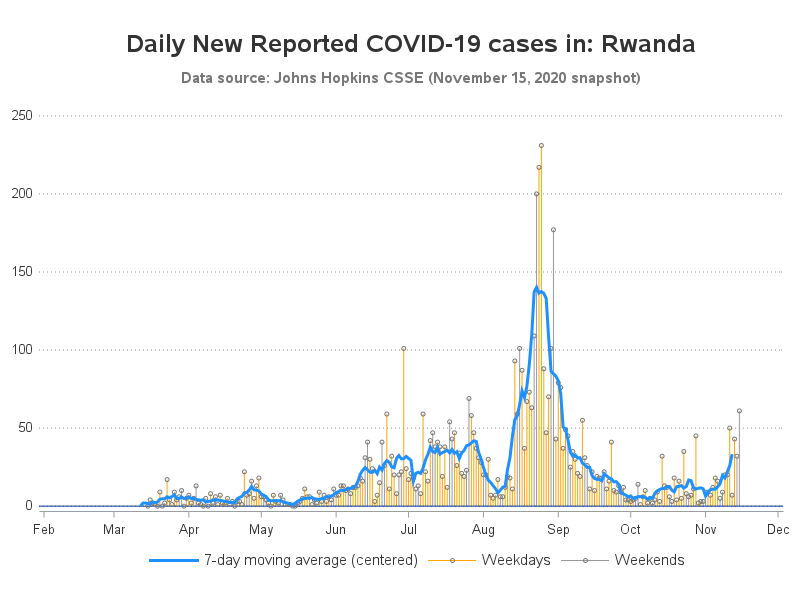 Daily New Reported COVID-19 cases in: Rwanda
Data source: Johns Hopkins CSSE (November 15, 2020 snapshot)
250
200
150
100
50
0
Feb Mar Apr May Jun Jul Aug Sep Oct Nov Dec
7-day moving average (centered) Weekdays Weekends